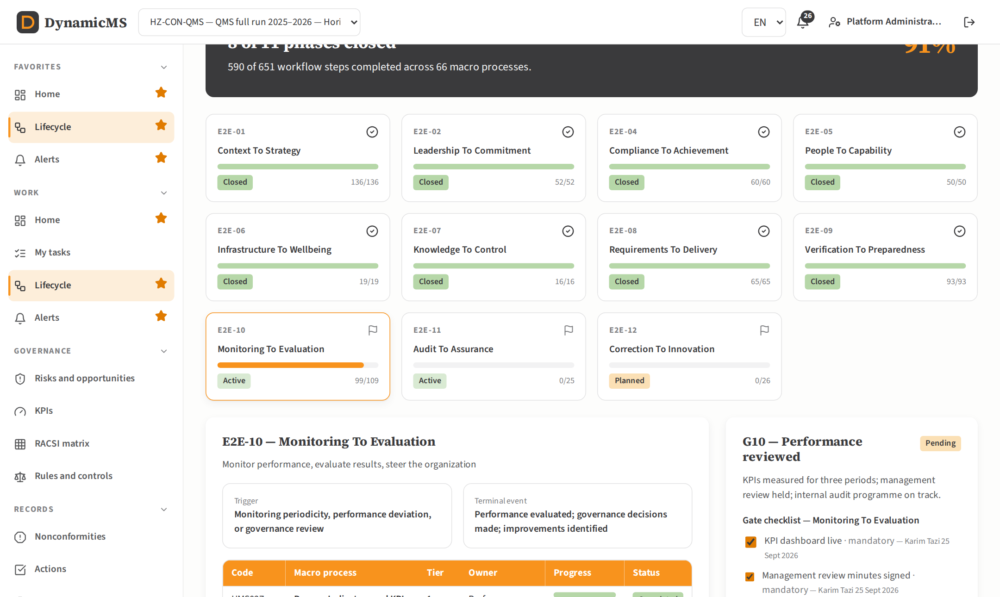 DynamicMS
HZ-CON-QMS — QMS full run 2025–2026 — Hori
EN
26
Platform Administra...
FAVORITES
Home
Lifecycle
Alerts
WORK
Home
My tasks
Lifecycle
Alerts
GOVERNANCE
Risks and opportunities
KPIs
RACSI matrix
Rules and controls
RECORDS
Nonconformities
Actions
8 of 11 phases closed
91%
590 of 651 workflow steps completed across 66 macro processes.
E2E-01
Context To Strategy
Closed 136/136
E2E-02
Leadership To Commitment
Closed 52/52
E2E-04
Compliance To Achievement
Closed 60/60
E2E-05
People To Capability
Closed 50/50
E2E-06
Infrastructure To Wellbeing
Closed 19/19
E2E-07
Knowledge To Control
Closed 16/16
E2E-08
Requirements To Delivery
Closed 65/65
E2E-09
Verification To Preparedness
Closed 93/93
E2E-10
Monitoring To Evaluation
Active 99/109
E2E-11
Audit To Assurance
Active 0/25
E2E-12
Correction To Innovation
Planned 0/26
E2E-10 — Monitoring To Evaluation
Monitor performance, evaluate results, steer the organization
Trigger
Monitoring periodicity, performance deviation,
or governance review
Terminal event
Performance evaluated; governance decisions
made; improvements identified
Code Macro process Tier Owner Progress Status
G10 — Performance
reviewed
Pending
KPIs measured for three periods; management
review held; internal audit programme on track.
Gate checklist — Monitoring To Evaluation
KPI dashboard live · mandatory — Karim Tazi 25
Sept 2026
Management review minutes signed ·
mandatory — Karim Tazi 25 Sept 2026